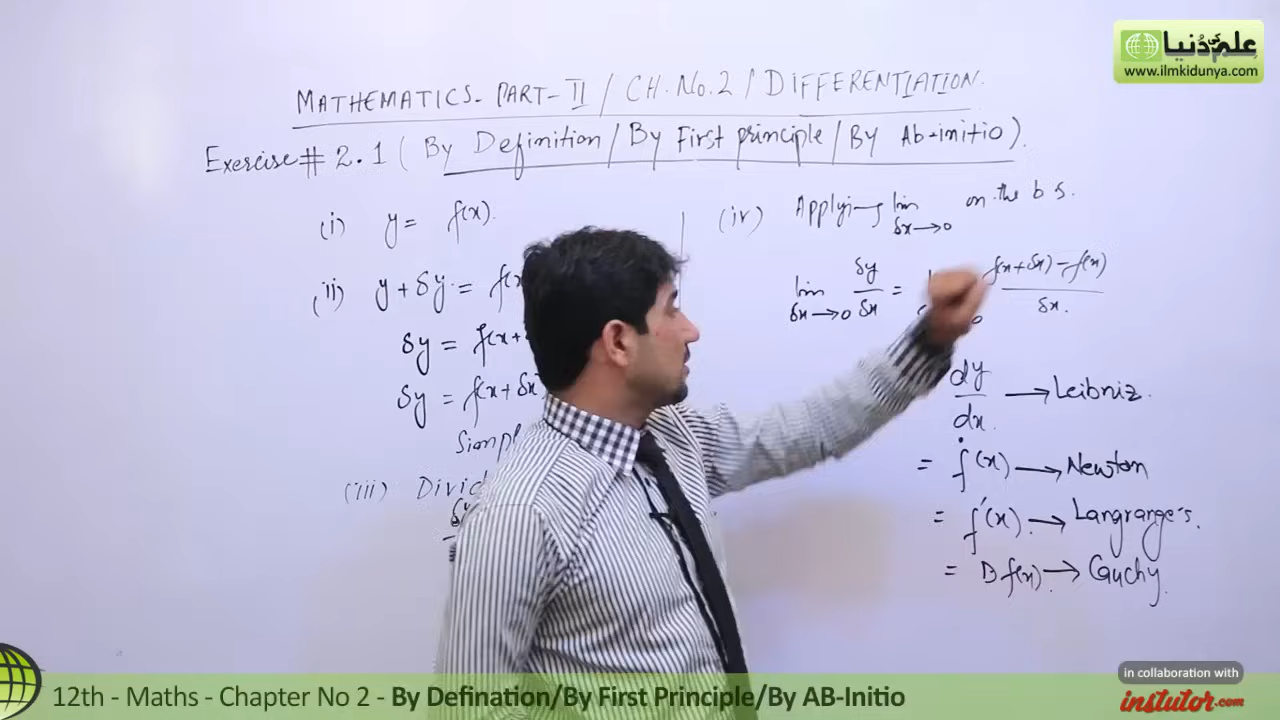 علم کی دنیا
www.ilmkidunya.com
MATHEMATICS- PART-II / CH.No.2 / DIFFERENTIATION.
Exercise# 2.1 ( By Definition / By First principle / By Ab-initio ).
(i) y = f(x).
(ii) y + δy =
δy =
δy = f(x + δx
(iii)
(iv) Applying lim δx→0 on the b s.
lim δx→0 δy/δx = f(x+δx) - f(x) / δx.
dy/dx → Leibniz.
= ḟ(x) → Newton
= f'(x). → Langrange's.
= D f(x). → Cauchy.
12th - Maths - Chapter No 2 - By Defination/By First Principle/By AB-Initio
in collaboration with
instutor.com